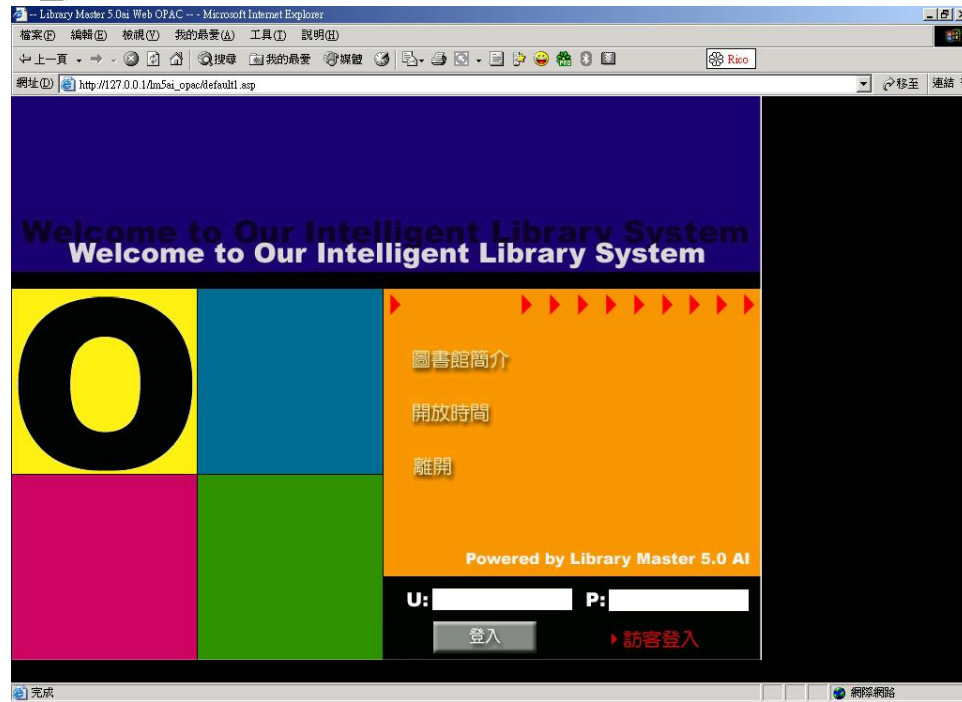 -- Library Master 5.0ai Web OPAC -- - Microsoft Internet Explorer
檔案(F) 編輯(E) 檢視(V) 我的最愛(A) 工具(T) 說明(H)
上一頁 搜尋 我的最愛 媒體 Rico
網址(D) http://127.0.0.1/lm5ai_opac/default1.asp 移至 連結
Welcome to Our Intelligent Library System
Welcome to Our Intelligent Library System
O
圖書館簡介
開放時間
離開
Powered by Library Master 5.0 AI
U: P:
登入 訪客登入
完成 網際網路